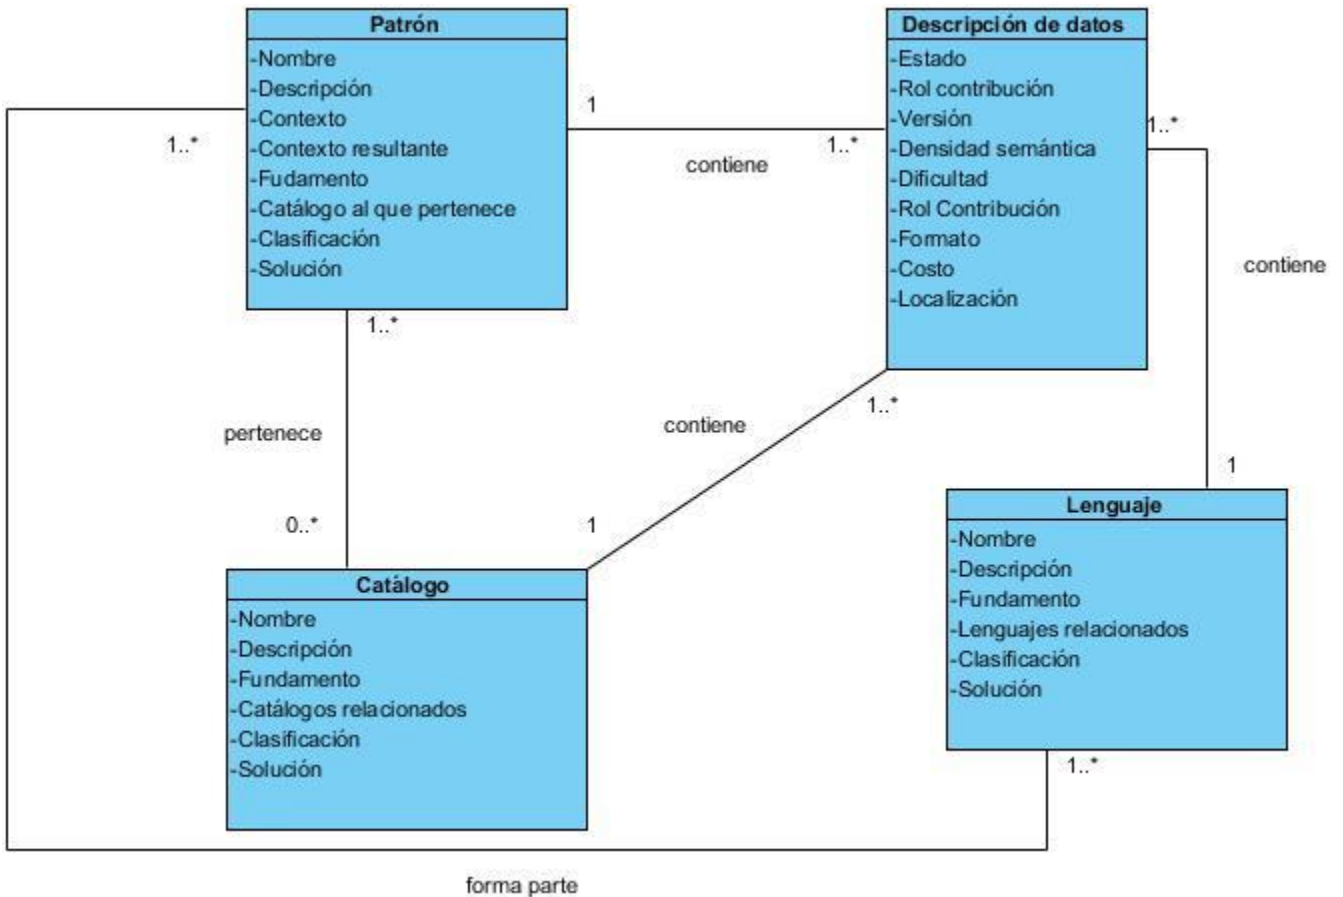 Patrón
-Nombre
-Descripción
-Contexto
-Contexto resultante
-Fudamento
-Catálogo al que pertenece
-Clasificación
-Solución
Descripción de datos
-Estado
-Rol contribución
-Versión
-Densidad semántica
-Dificultad
-Rol Contribución
-Formato
-Costo
-Localización
1..*
1
contiene
1..*
1..*
contiene
1..*
pertenece
0..*
contiene
1..*
1
1
Catálogo
-Nombre
-Descripción
-Fundamento
-Catálogos relacionados
-Clasificación
-Solución
Lenguaje
-Nombre
-Descripción
-Fundamento
-Lenguajes relacionados
-Clasificación
-Solución
1..*
forma parte